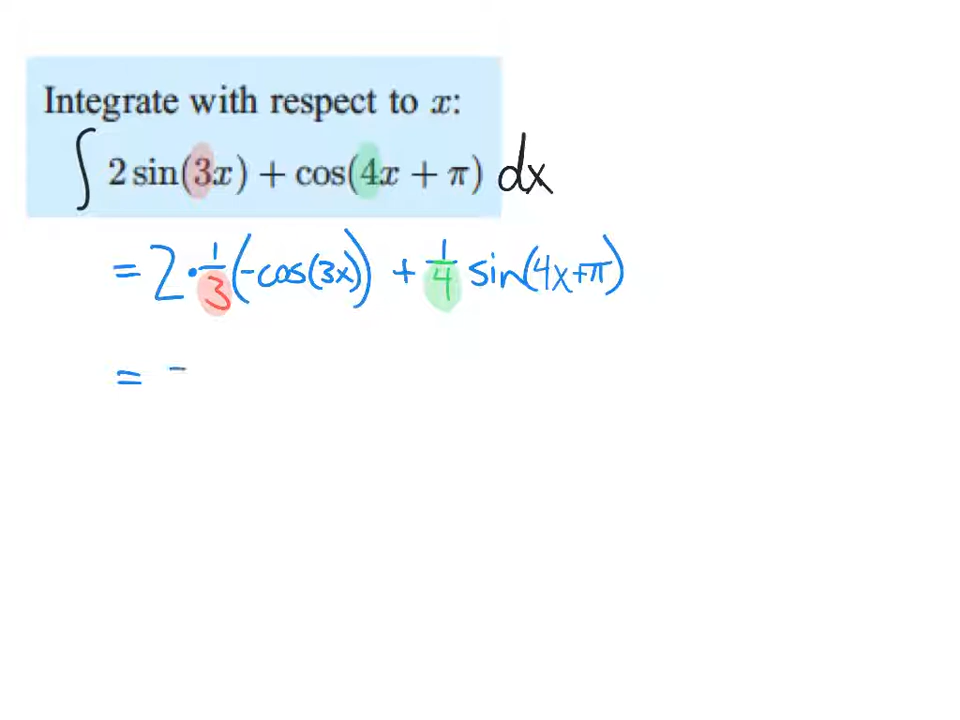 Integrate with respect to x:
∫ 2 sin(3x) + cos(4x + π) dx
= 2 · 1/3 (-cos(3x)) + 1/4 sin(4x+π)
= -